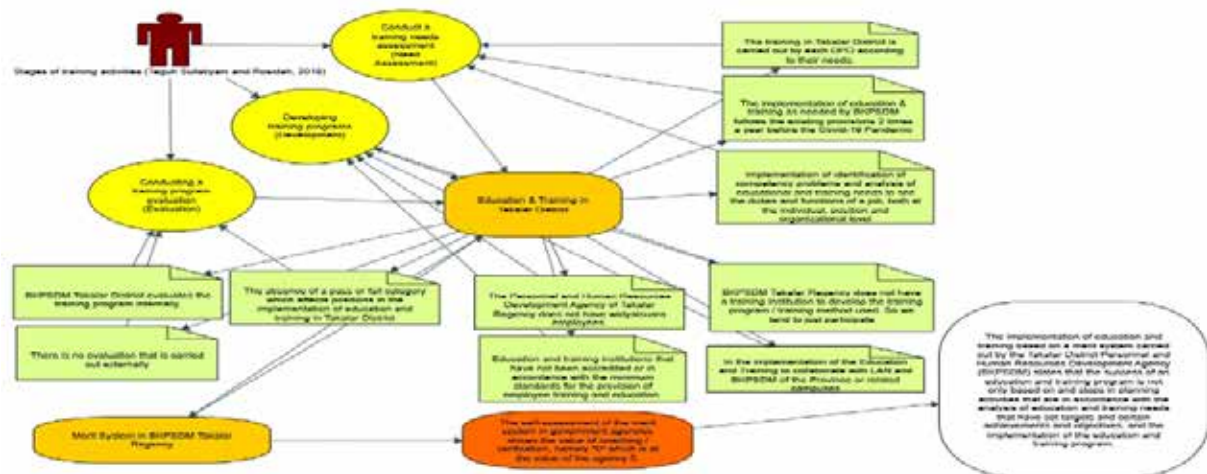 Conduct a
training needs
assessment
(Need
Assessment)
The training in Takalar District is
carried out by each OPD according
to their needs.
Stages of training activities (Teguh Sulistyani and Rosidah, 2018)
Developing
training programs
(Development)
The implementation of education &
training as needed by BKPSDM
follows the existing provisions 2 times
a year before the Covid-19 Pandemic
Conducting a
training program
evaluation
(Evaluation)
Education & Training in
Takalar District
Implementation of identification of
competency problems and analysis of
educational and training needs to see
the duties and functions of a job, both
at the individual, position and
organizational level
BKPSDM Takalar District evaluates the
training program internally
The absence of a pass or fail category
which affects positions in the
implementation of education and
training in Takalar District
The Personnel and Human Resources
Development Agency of Takalar
Regency does not have widyaiswara
employees
BKPSDM Takalar Regency does not have
a training institution to develop the training
program / training method used. So we
tend to just participate
There is no evaluation that is carried
out externally
Education and training institutions that
have not been accredited or in
accordance with the minimum
standards for the provision of
employee training and education
In the implementation of the Education
and Training to collaborate with LAN and
BKPSDM of the Province or related
campuses
Merit System in BKPSDM Takalar
Regency
The self-assessment of the merit
system in government agencies
shows the value of
verification, namely "0" which is at
the value of the agency 0.
The implementation of education and
training based on a merit system carried
out by the Takalar District Personnel and
Human Resources Development Agency
(BKPSDM) states that the success of an
education and training program is not
only based on and stops in planning
activities that are in accordance with the
analysis of education and training needs
that have set targets and certain
achievements and objectives, and the
implementation of the education and
training program.